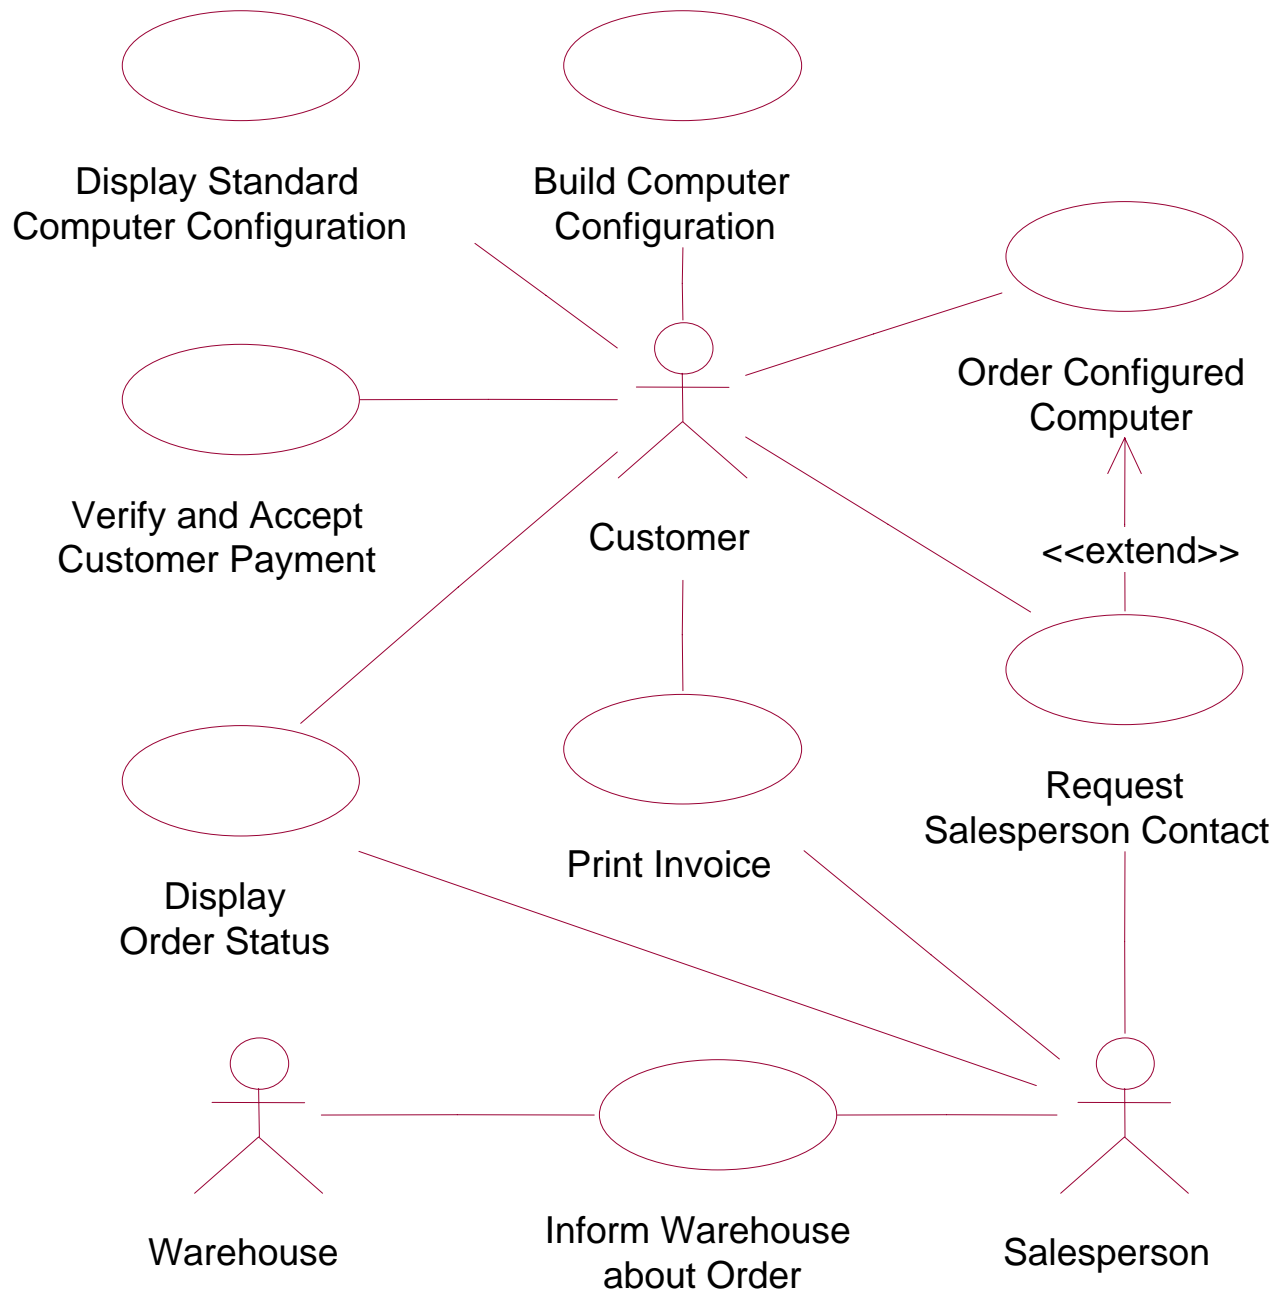 Display Standard
Computer Configuration
Build Computer
Configuration
Order Configured
Computer
Verify and Accept
Customer Payment
Customer
<<extend>>
Request
Salesperson Contact
Print Invoice
Display
Order Status
Warehouse
Inform Warehouse
about Order
Salesperson